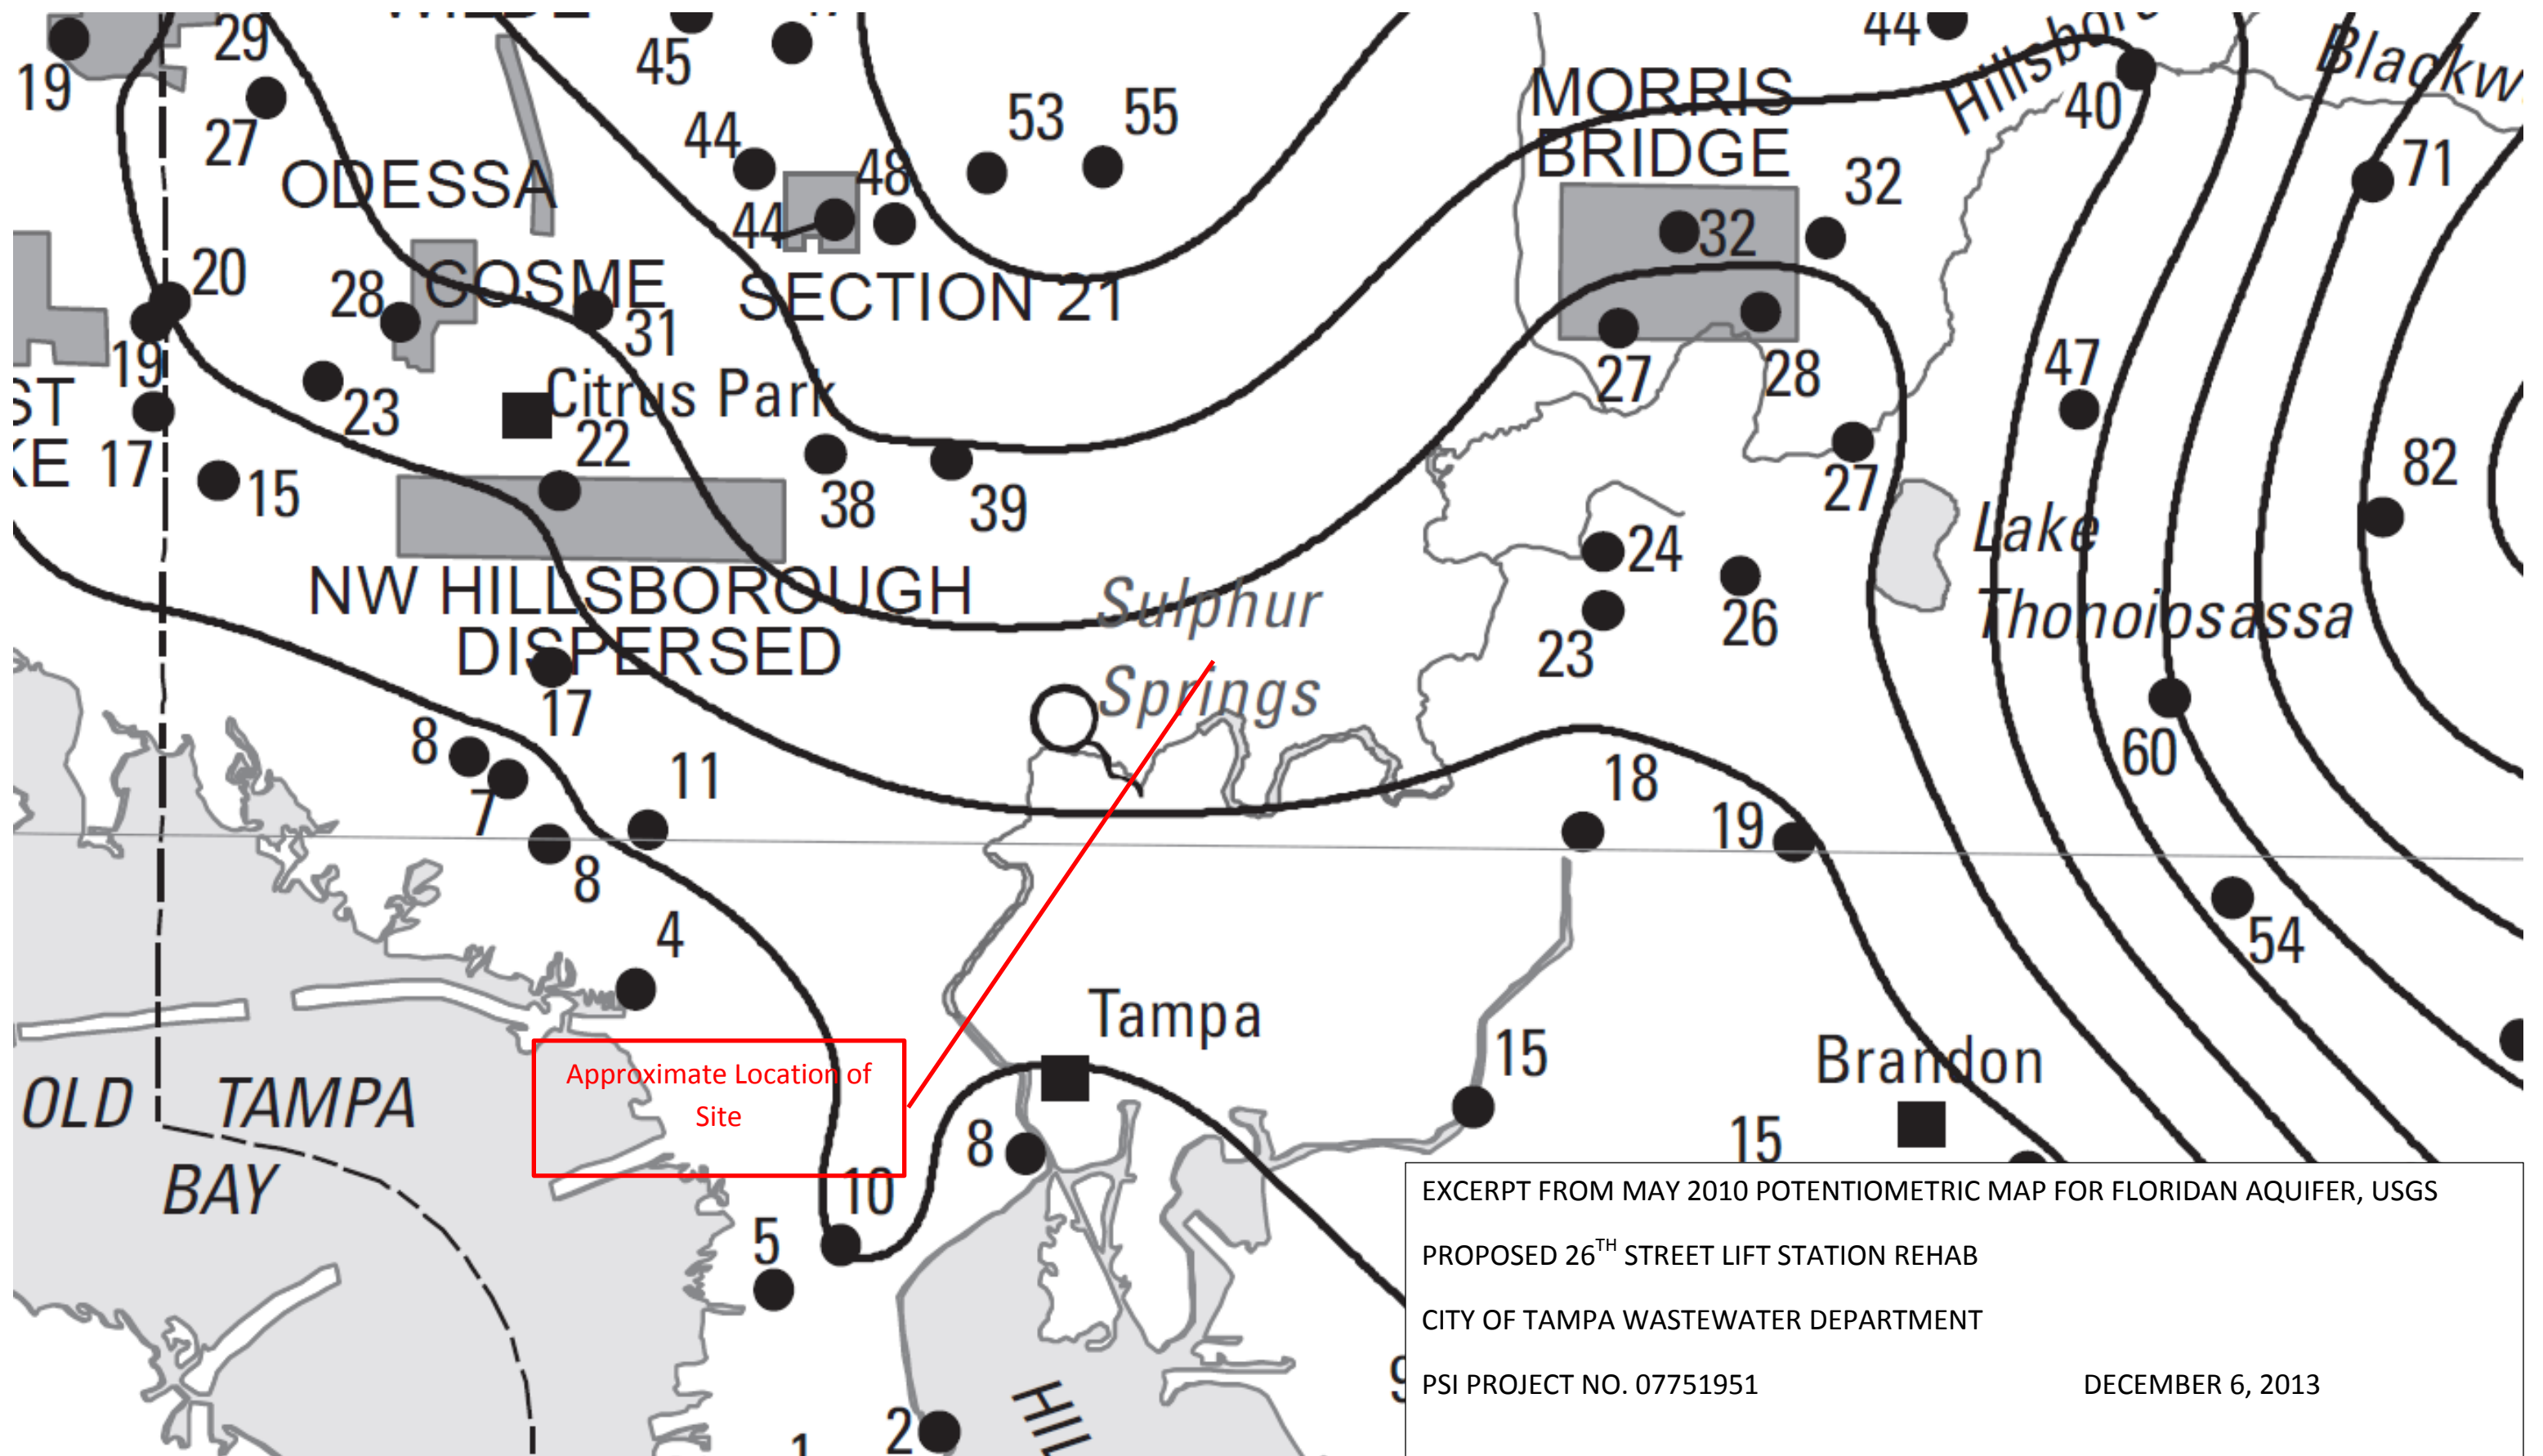 29
19
27
ODESSA
45
44
48
44
53
55
SECTION 21
MORRIS
BRIDGE
44
40
32
32
71
20
19
28
COSME
31
Citrus Park
23
22
17
15
38
39
27
28
27
47
82
Lake
Thonoiosassa
NW HILLSBOROUGH
DISPERSED
17
Sulphur
Springs
24
23
26
60
8
7
8
11
4
18
19
54
Tampa
15
Brandon
15
OLD TAMPA
BAY
Approximate Location of
Site
10
8
5
2
EXCERPT FROM MAY 2010 POTENTIOMETRIC MAP FOR FLORIDAN AQUIFER, USGS
PROPOSED 26TH STREET LIFT STATION REHAB
CITY OF TAMPA WASTEWATER DEPARTMENT
PSI PROJECT NO. 07751951 DECEMBER 6, 2013